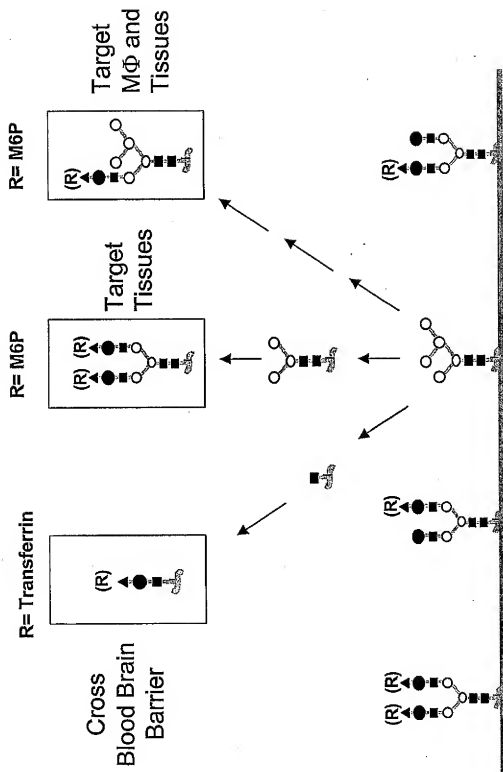 R= Transferrin
R= M6P
R= M6P
Cross
Blood Brain
Barrier
(R)
(R) (R)
Target
Tissues
(R)
Target
MΦ and
Tissues
(R) (R)
(R)
(R)